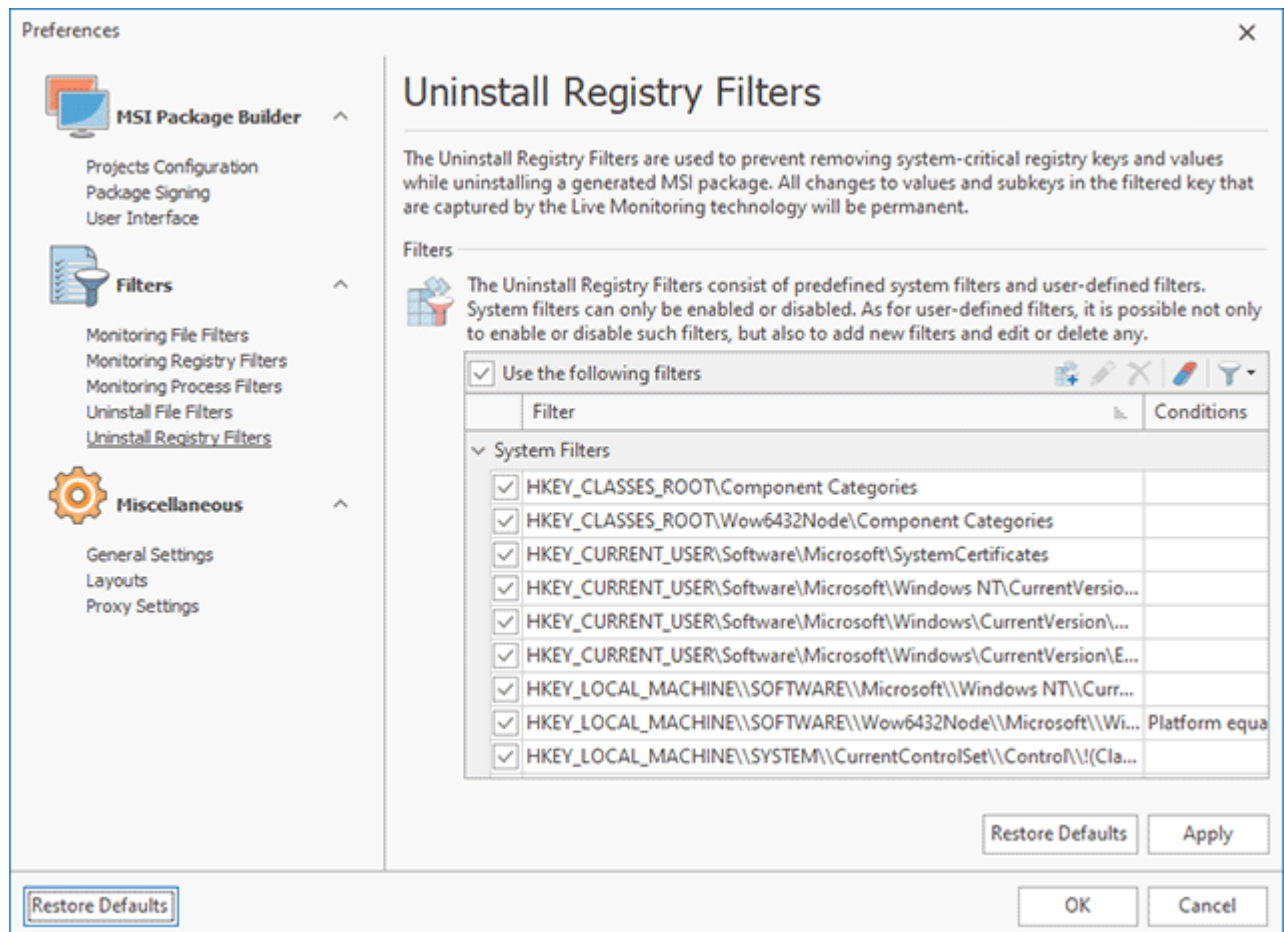 Preferences
MSI Package Builder
Projects Configuration
Package Signing
User Interface
Filters
Monitoring File Filters
Monitoring Registry Filters
Monitoring Process Filters
Uninstall File Filters
Uninstall Registry Filters
Miscellaneous
General Settings
Layouts
Proxy Settings
Uninstall Registry Filters
The Uninstall Registry Filters are used to prevent removing system-critical registry keys and values
while uninstalling a generated MSI package. All changes to values and subkeys in the filtered key that
are captured by the Live Monitoring technology will be permanent.
Filters
The Uninstall Registry Filters consist of predefined system filters and user-defined filters.
System filters can only be enabled or disabled. As for user-defined filters, it is possible not only
to enable or disable such filters, but also to add new filters and edit or delete any.
Use the following filters
Filter Conditions
System Filters
HKEY_CLASSES_ROOT\Component Categories
HKEY_CLASSES_ROOT\Wow6432Node\Component Categories
HKEY_CURRENT_USER\Software\Microsoft\SystemCertificates
HKEY_CURRENT_USER\Software\Microsoft\Windows NT\CurrentVersio...
HKEY_CURRENT_USER\Software\Microsoft\Windows\CurrentVersion\...
HKEY_CURRENT_USER\Software\Microsoft\Windows\CurrentVersion\E...
HKEY_LOCAL_MACHINE\\SOFTWARE\\Microsoft\\Windows NT\\Curr...
HKEY_LOCAL_MACHINE\\SOFTWARE\\Wow6432Node\\Microsoft\\Wi... Platform equa
HKEY_LOCAL_MACHINE\\SYSTEM\\CurrentControlSet\\Control\\!(Cla...
Restore Defaults Apply
Restore Defaults OK Cancel